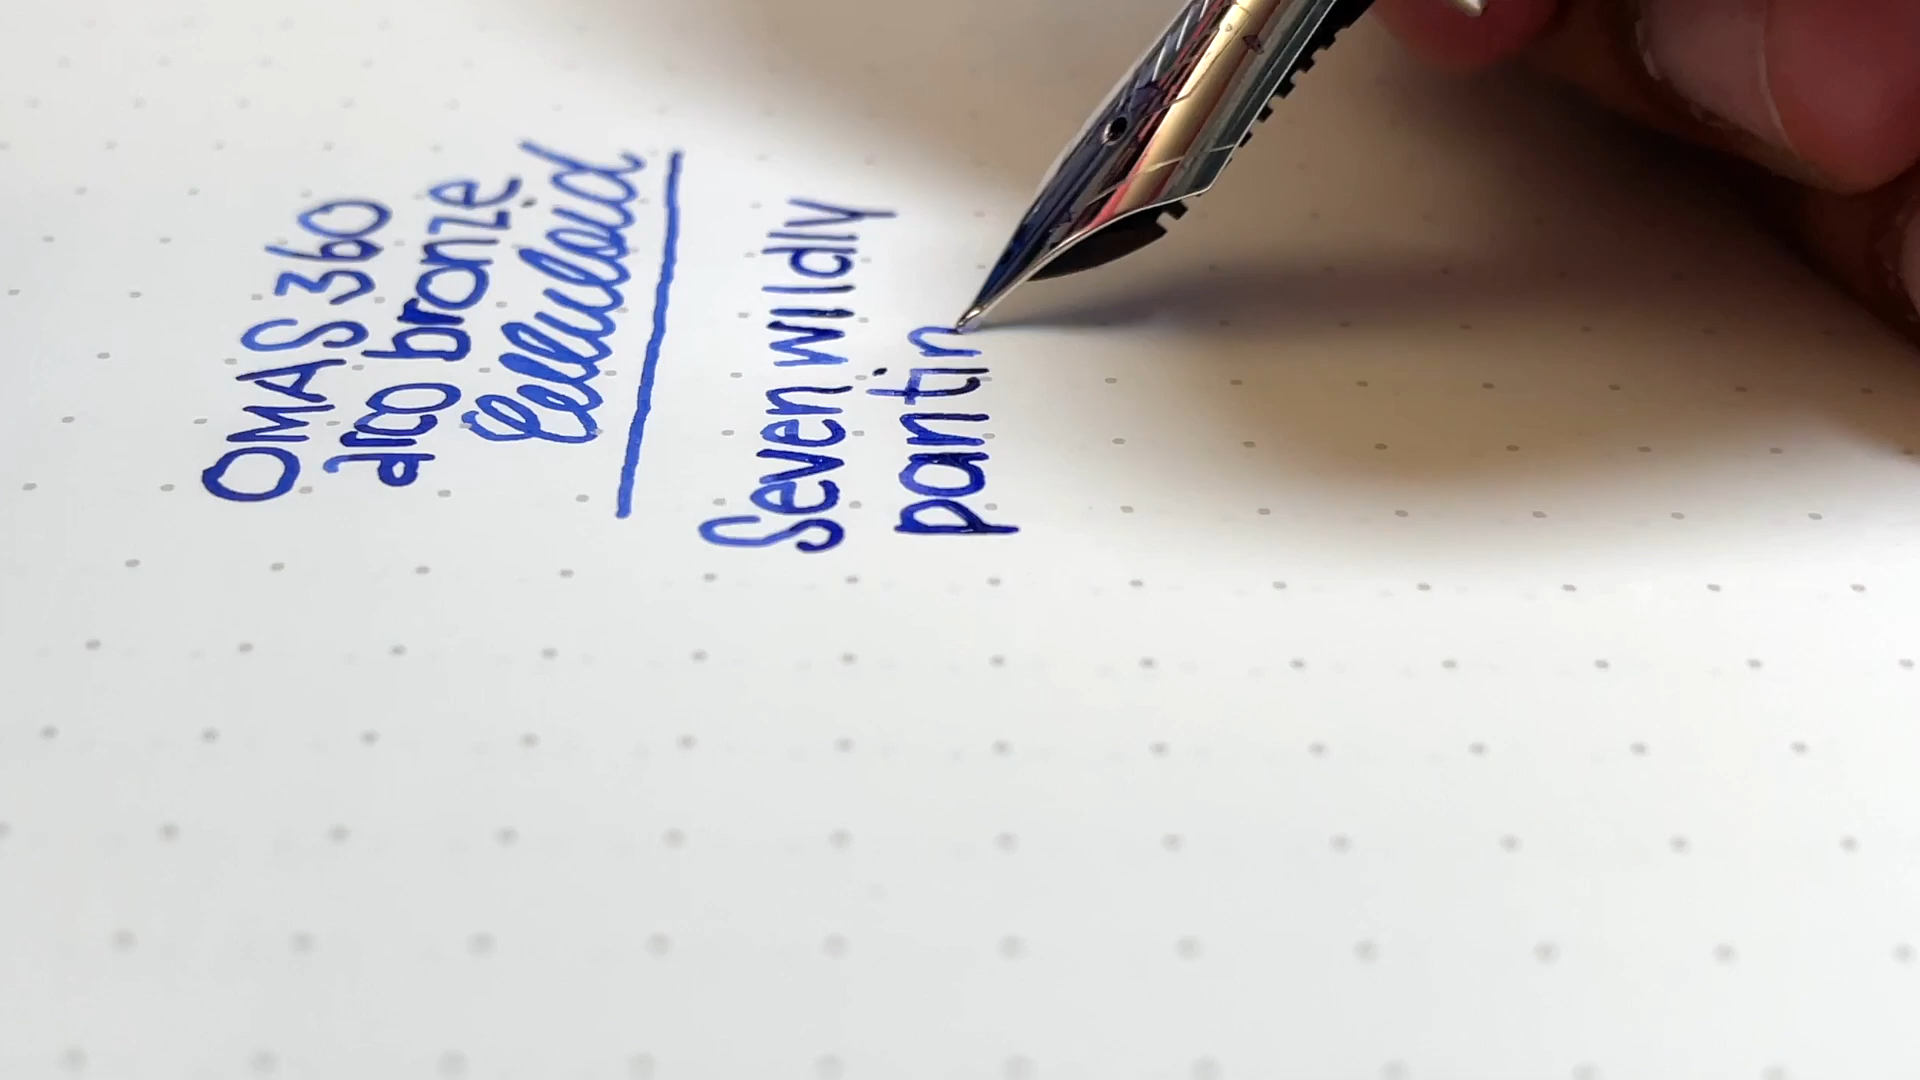 OMAS 360
arco bronze
Celluloid
Seven wildly
pantin